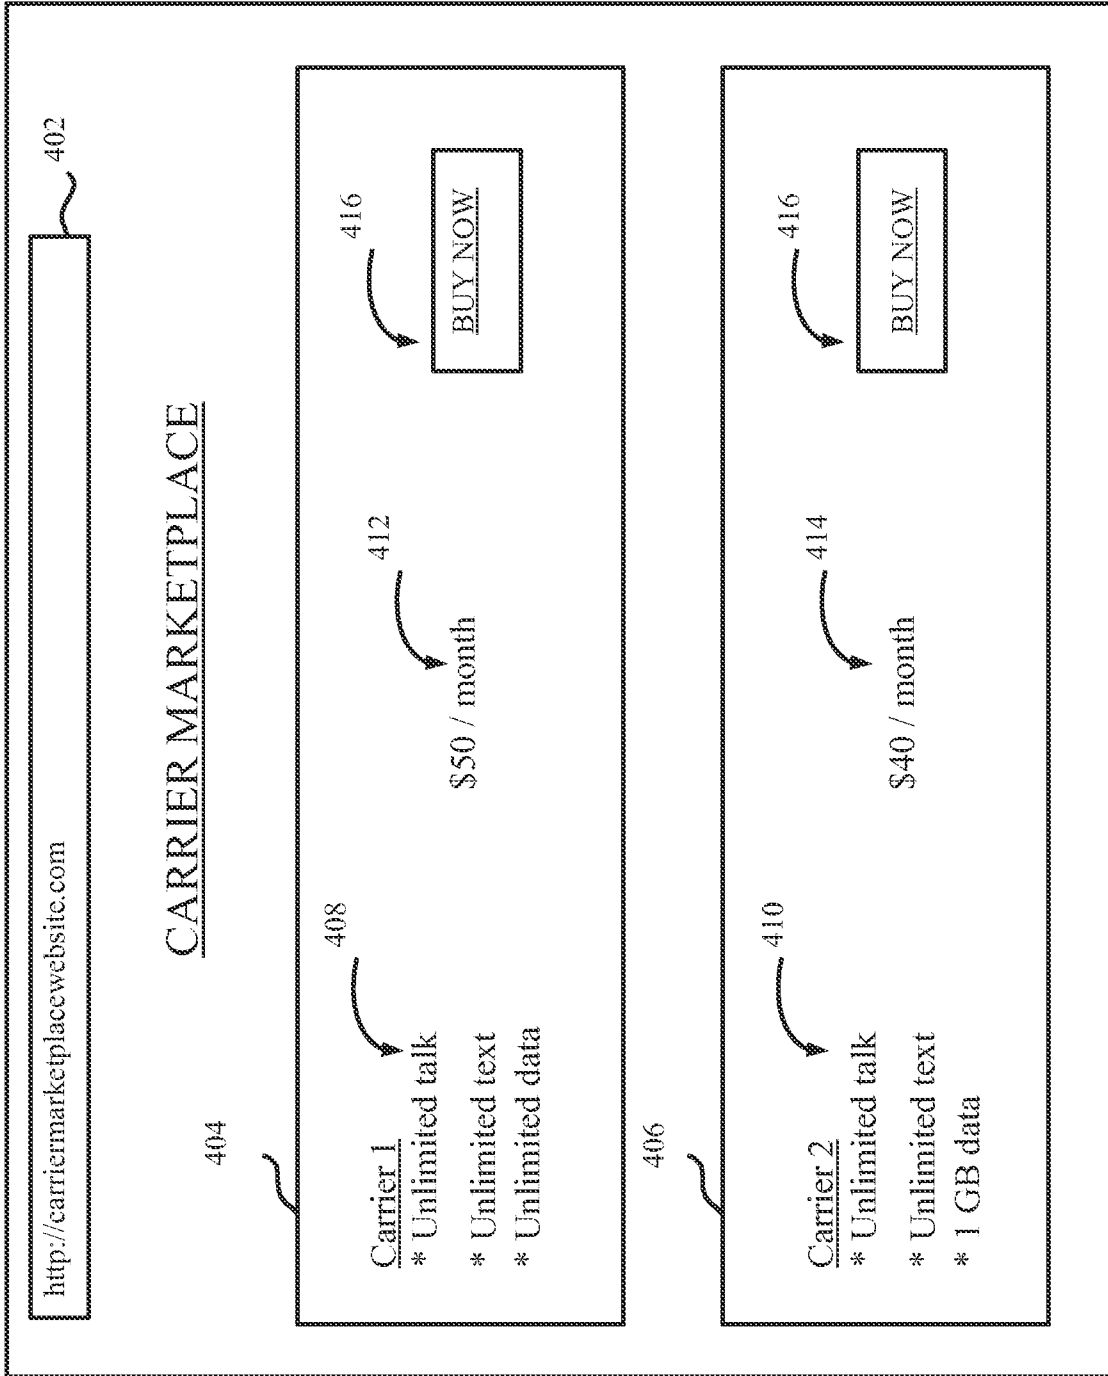 http://carriermarketplacewebsite.com
402
CARRIER MARKETPLACE
404
408
412
416
Carrier 1
* Unlimited talk
* Unlimited text
* Unlimited data
$50 / month
BUY NOW
406
410
414
416
Carrier 2
* Unlimited talk
* Unlimited text
* 1 GB data
$40 / month
BUY NOW